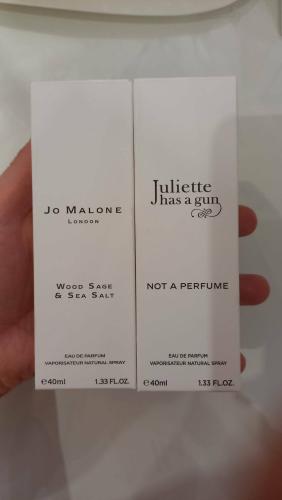 Jo Malone
London
Wood Sage
& Sea Salt
EAU DE PARFUM
VAPORISATEUR NATURAL SPRAY
e40ml 1.33 FL.OZ.
Juliette
has a gun
NOT A PERFUME
EAU DE PARFUM
VAPORISATEUR NATURAL SPRAY
e40ml 1.33 FL.OZ.